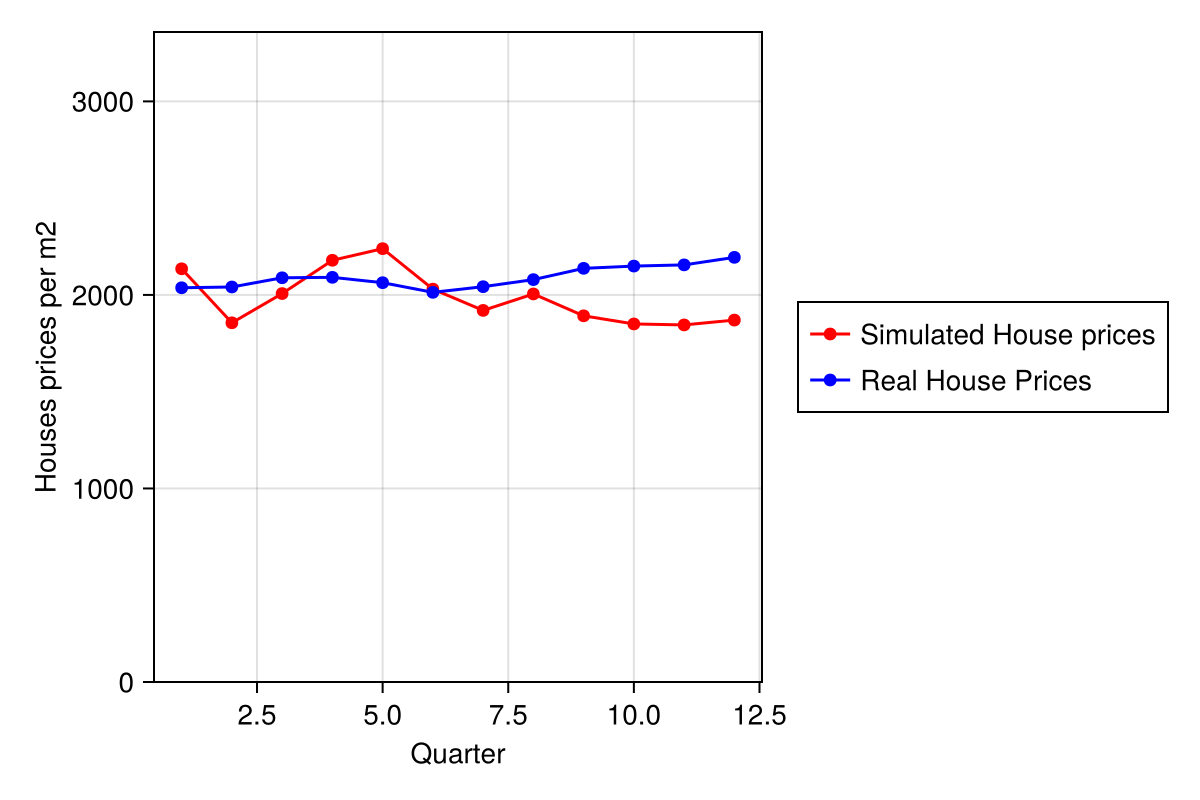 Houses prices per m2
3000
2000
1000
0
2.5 5.0 7.5 10.0 12.5
Quarter
Simulated House prices
Real House Prices